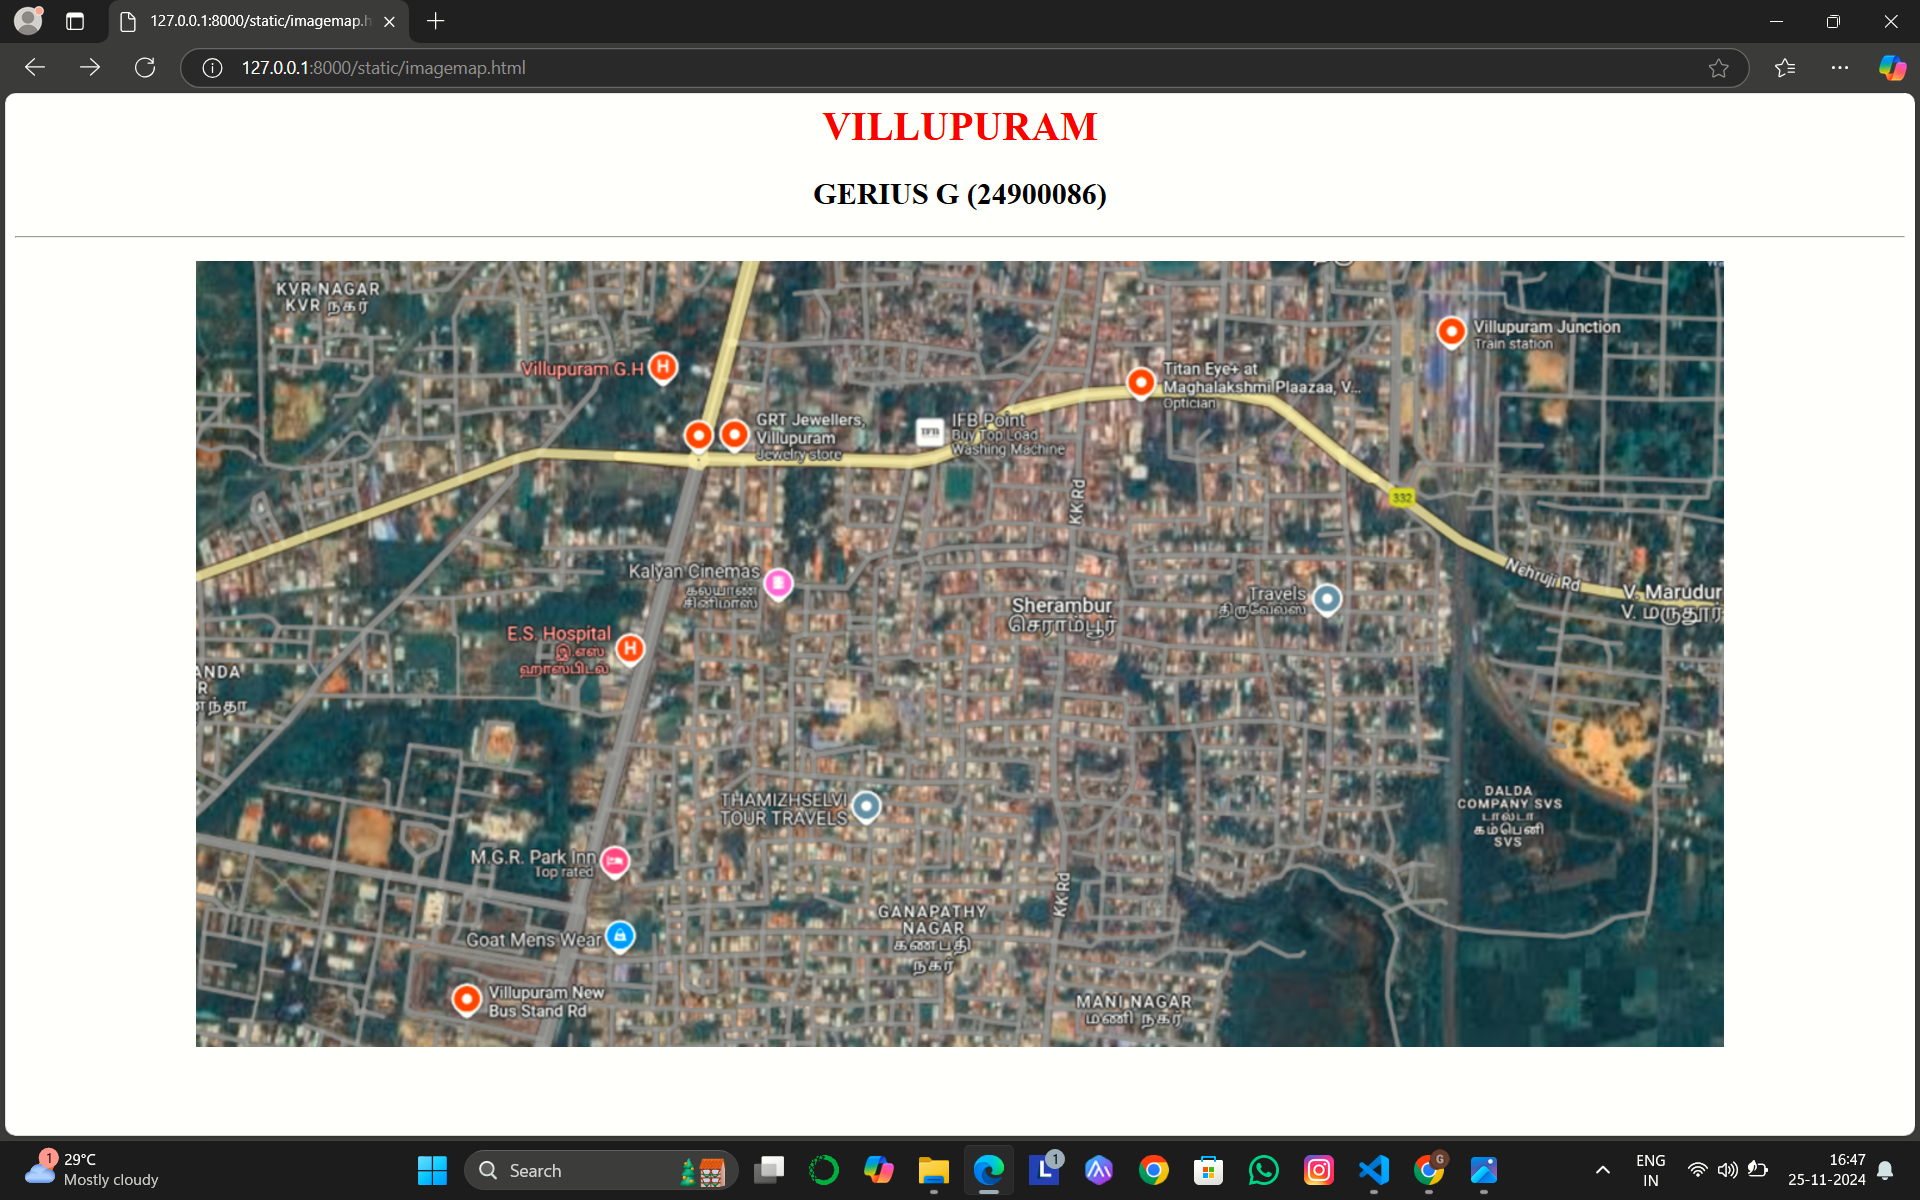 127.0.0.1:8000/static/imagemap.h
127.0.0.1:8000/static/imagemap.html
VILLUPURAM
GERIUS G (24900086)
KVR NAGAR
KVR நகர்
Villupuram Junction
Train station
Villupuram G.H
H
Titan Eye+ at
Maghalakshmi Plaazaa, V...
Optician
GRT Jewellers,
Villupuram
Jewelry store
IFB
IFB Point
Buy Top Load
Washing Machine
KK Rd
332
Nehruji Rd
V. Marudur
V. மருதூர்
Kalyan Cinemas
கல்யாண்
சினிமாஸ்
Sherambur
செராம்பூர்
Travels
திருவேல்ஸ்
E.S. Hospital
இ.எஸ்
ஹாஸ்பிடல்
H
ANDA
R
னந்தா
DALDA
COMPANY SVS
டால்டா
கம்பெனி
SVS
THAMIZHSELVI
TOUR TRAVELS
M.G.R. Park Inn
Top rated
KK Rd
GANAPATHY
NAGAR
கணபதி
நகர்
Goat Mens Wear
Villupuram New
Bus Stand Rd
MANI NAGAR
மணி நகர்
1
29°C
Mostly cloudy
Search
L
1
G
ENG
IN
16:47
25-11-2024